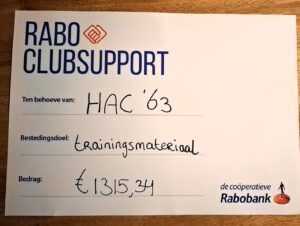 RABO
CLUBSUPPORT
Ten behoeve van: HAC '63
Bestedingsdoel: trainingsmateriaal
Bedrag: €1315,34
de coöperatieve
Rabobank